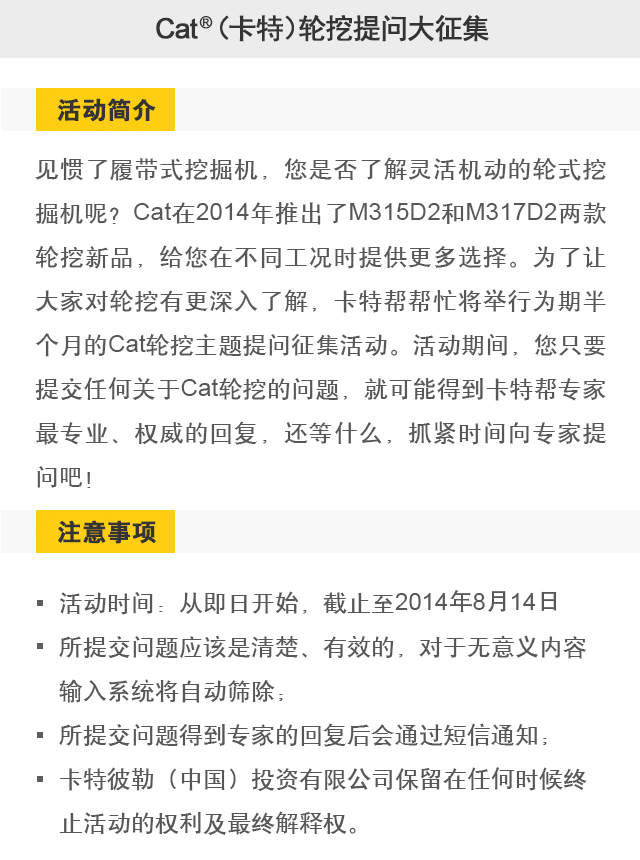 Cat®（卡特）轮挖提问大征集
活动简介
见惯了履带式挖掘机，您是否了解灵活机动的轮式挖
掘机呢？Cat在2014年推出了M315D2和M317D2两款
轮挖新品，给您在不同工况时提供更多选择。为了让
大家对轮挖有更深入了解，卡特帮帮忙将举行为期半
个月的Cat轮挖主题提问征集活动。活动期间，您只要
提交任何关于Cat轮挖的问题，就可能得到卡特帮专家
最专业、权威的回复，还等什么，抓紧时间向专家提
问吧！
注意事项
▪ 活动时间：从即日开始，截止至2014年8月14日
▪ 所提交问题应该是清楚、有效的，对于无意义内容
输入系统将自动筛除；
▪ 所提交问题得到专家的回复后会通过短信通知；
▪ 卡特彼勒（中国）投资有限公司保留在任何时候终
止活动的权利及最终解释权。